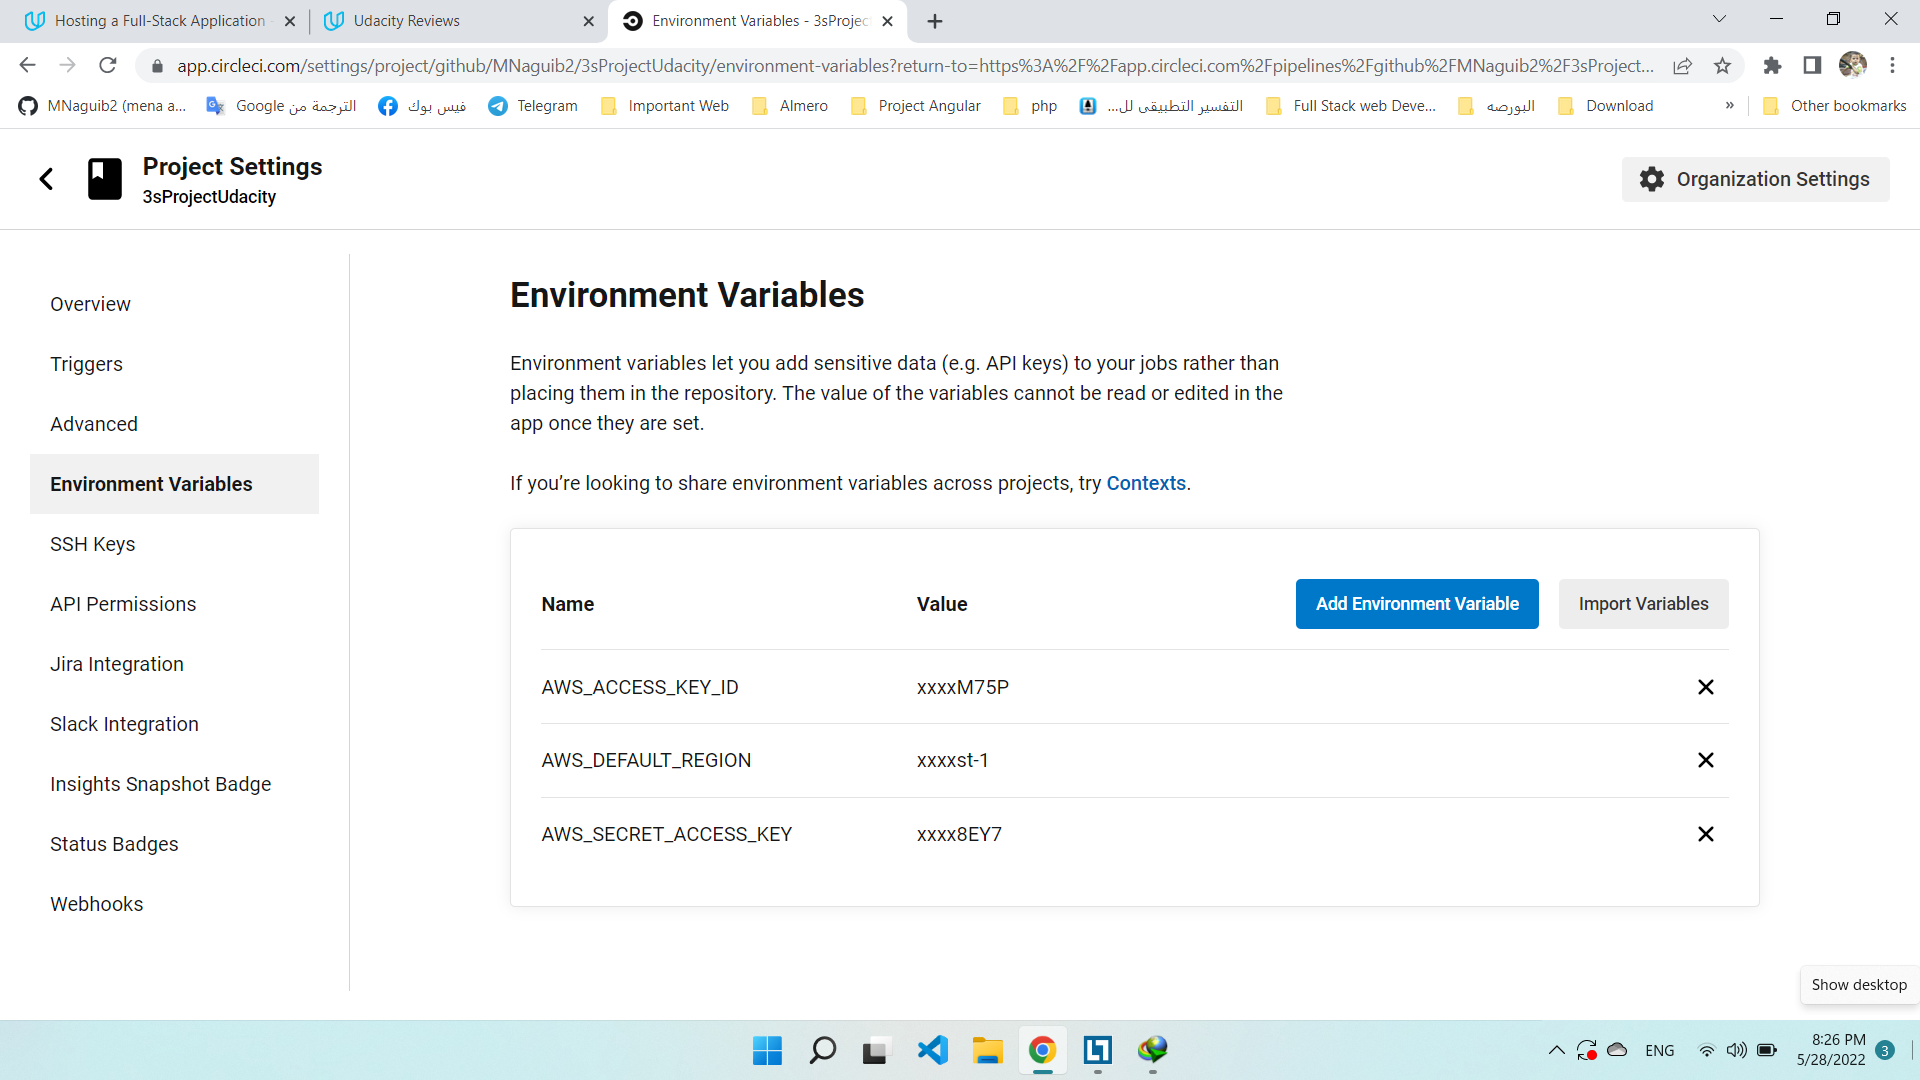 Hosting a Full-Stack Application
Udacity Reviews
Environment Variables - 3sProjec
app.circleci.com/settings/project/github/MNaguib2/3sProjectUdacity/environment-variables?return-to=https%3A%2F%2Fapp.circleci.com%2Fpipelines%2Fgithub%2FMNaguib2%2F3sProject...
MNaguib2 (mena a...
الترجمة من Google
فيس بوك
Telegram
Important Web
Almero
Project Angular
php
التفسير التطبيقى لل...
Full Stack web Deve...
البورصه
Download
»
Other bookmarks
Project Settings
3sProjectUdacity
Organization Settings
Overview
Triggers
Advanced
Environment Variables
SSH Keys
API Permissions
Jira Integration
Slack Integration
Insights Snapshot Badge
Status Badges
Webhooks
Environment Variables
Environment variables let you add sensitive data (e.g. API keys) to your jobs rather than
placing them in the repository. The value of the variables cannot be read or edited in the
app once they are set.
If you’re looking to share environment variables across projects, try Contexts.
Name Value Add Environment Variable Import Variables
AWS_ACCESS_KEY_ID xxxxM75P
AWS_DEFAULT_REGION xxxxst-1
AWS_SECRET_ACCESS_KEY xxxx8EY7
Show desktop
ENG
8:26 PM
5/28/2022
3